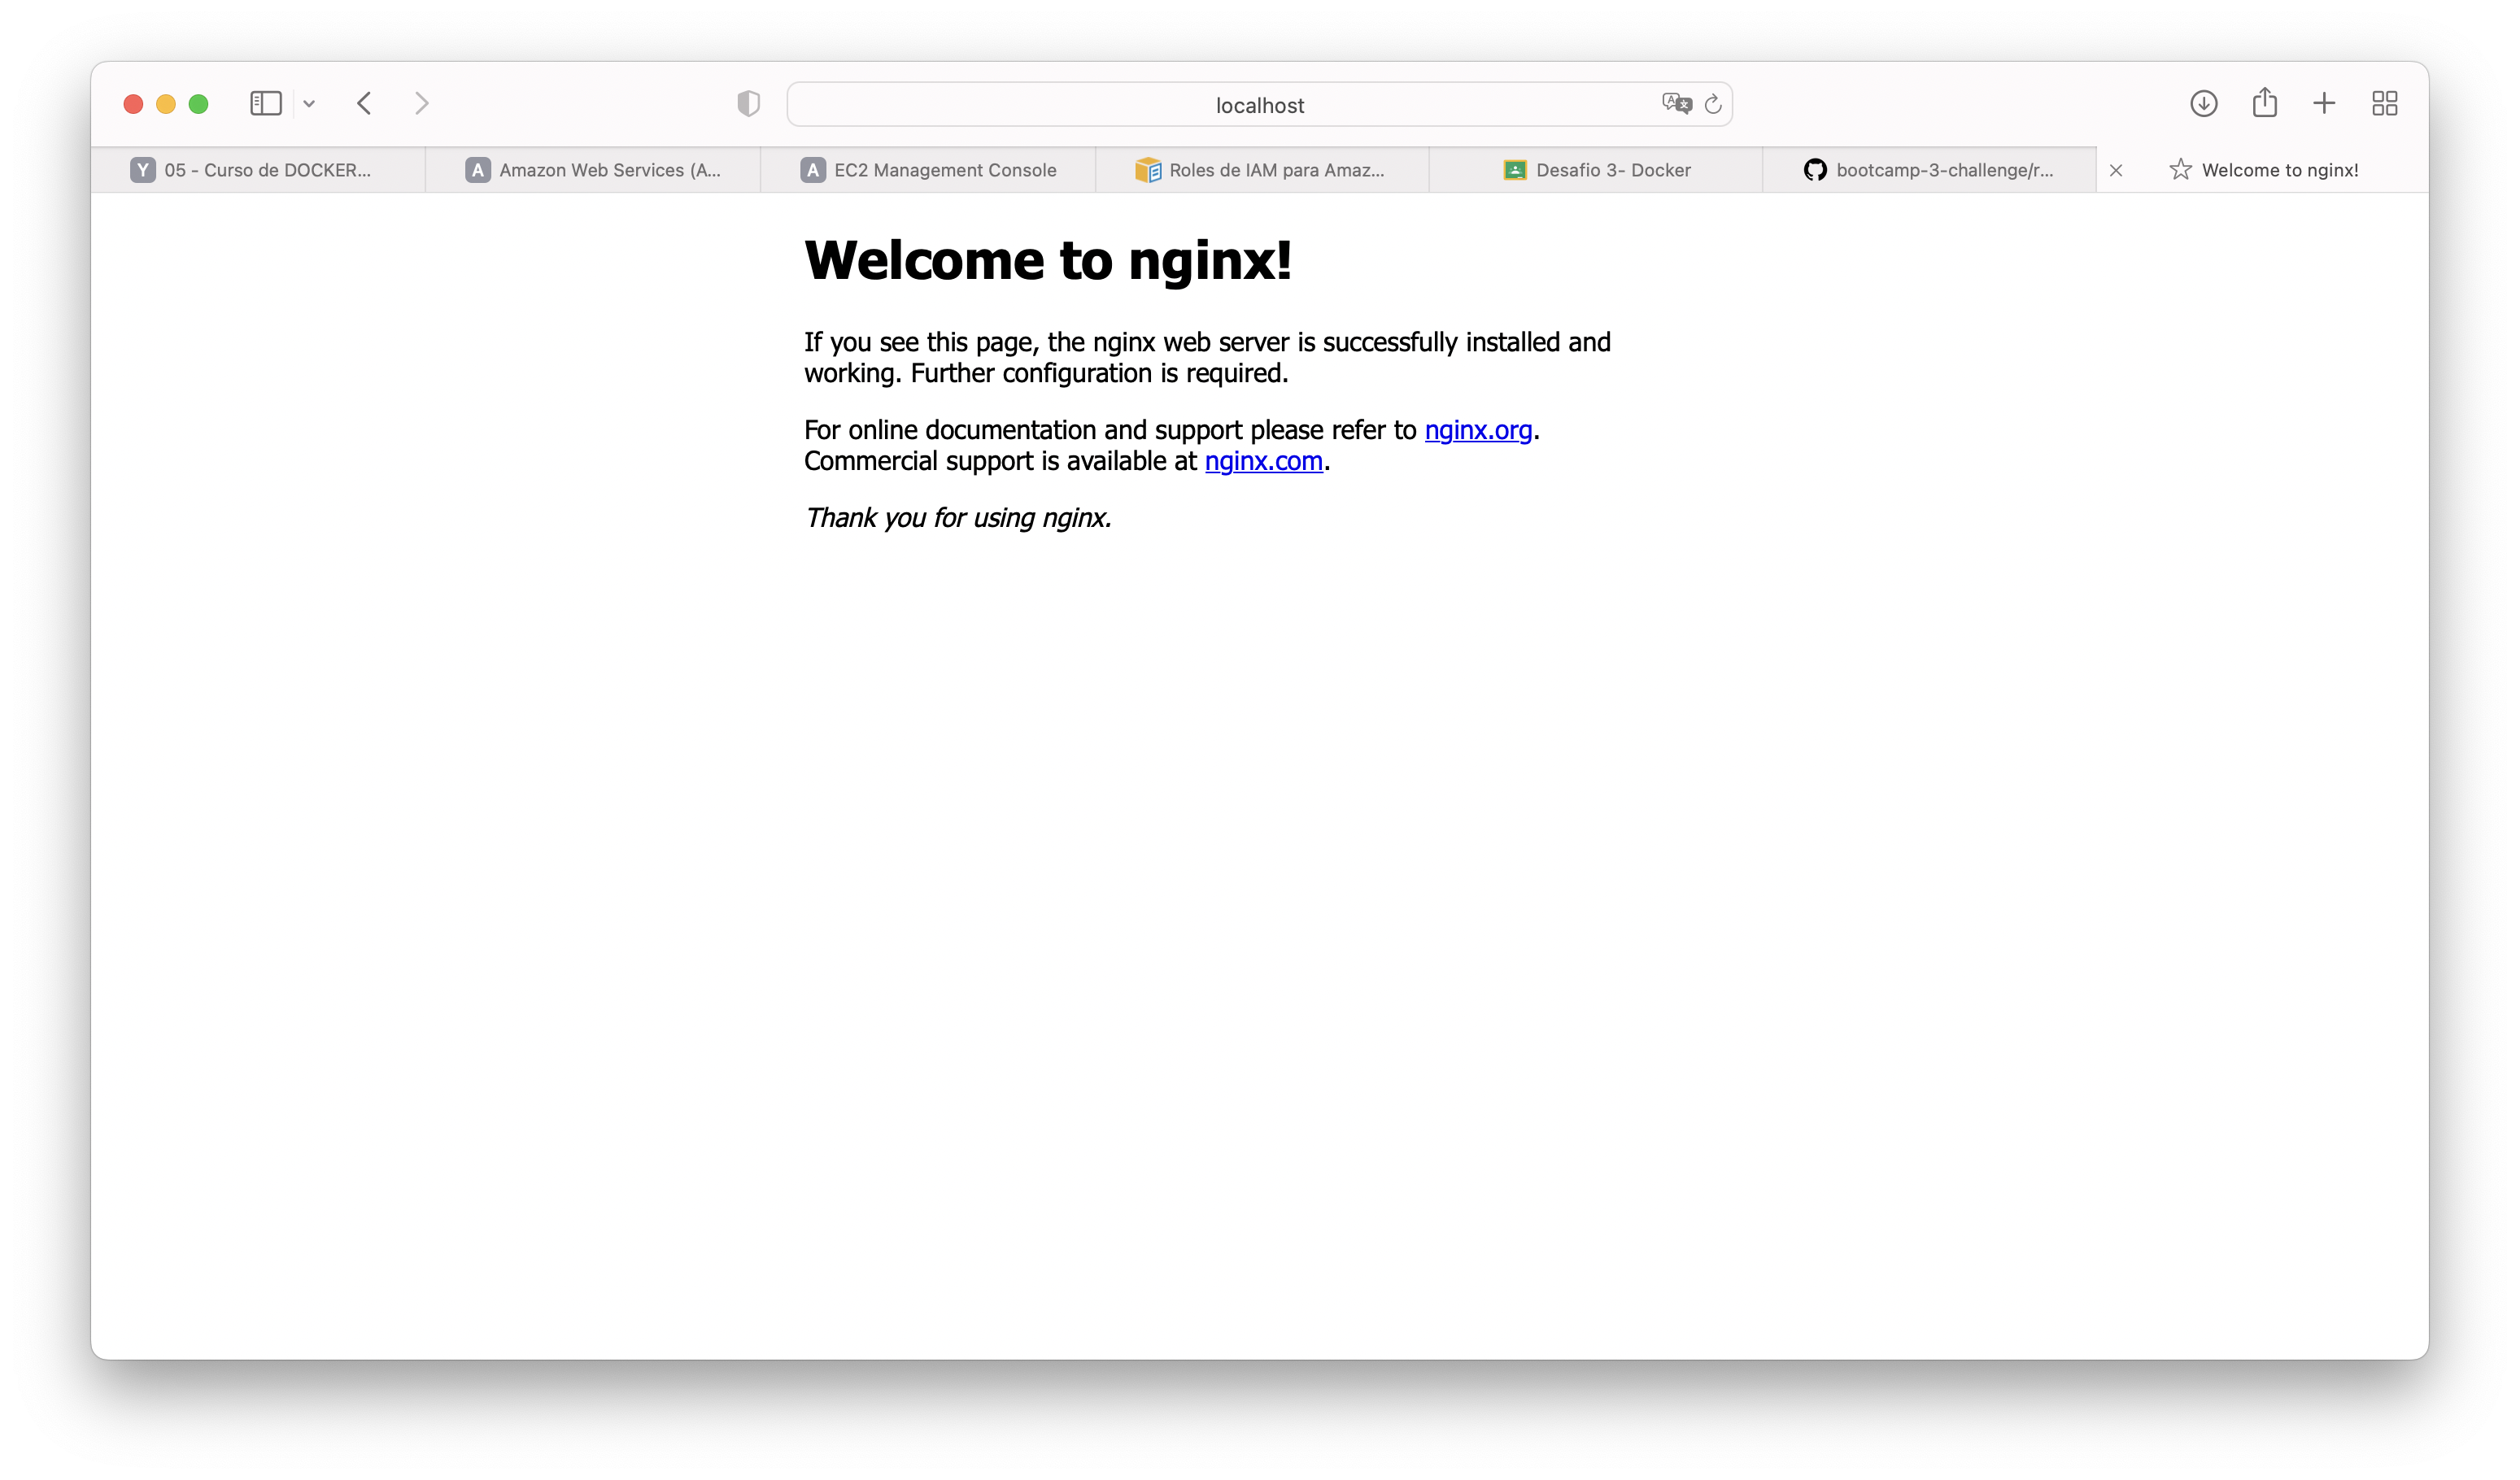 localhost
Y 05 - Curso de DOCKER...
A Amazon Web Services (A...
A EC2 Management Console
Roles de IAM para Amaz...
Desafio 3- Docker
bootcamp-3-challenge/r...
Welcome to nginx!
Welcome to nginx!
If you see this page, the nginx web server is successfully installed and
working. Further configuration is required.
For online documentation and support please refer to nginx.org.
Commercial support is available at nginx.com.
Thank you for using nginx.